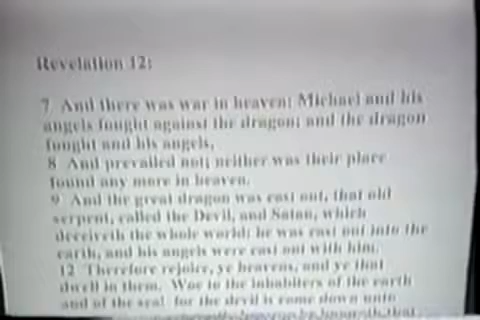 Revelation 12:
7 And there was war in heaven: Michael and his
angels fought against the dragon; and the dragon
fought and his angels,
8 And prevailed not; neither was their place
found any more in heaven.
9 And the great dragon was cast out, that old
serpent, called the Devil, and Satan, which
deceiveth the whole world: he was cast out into the
earth, and his angels were cast out with him.
12 Therefore rejoice, ye heavens, and ye that
dwell in them. Woe to the inhabiters of the earth
and of the sea! for the devil is come down unto